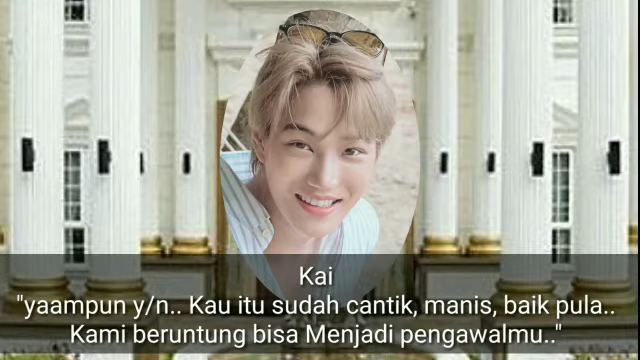 Kai
"yaampun y/n.. Kau itu sudah cantik, manis, baik pula..
Kami beruntung bisa Menjadi pengawalmu.."